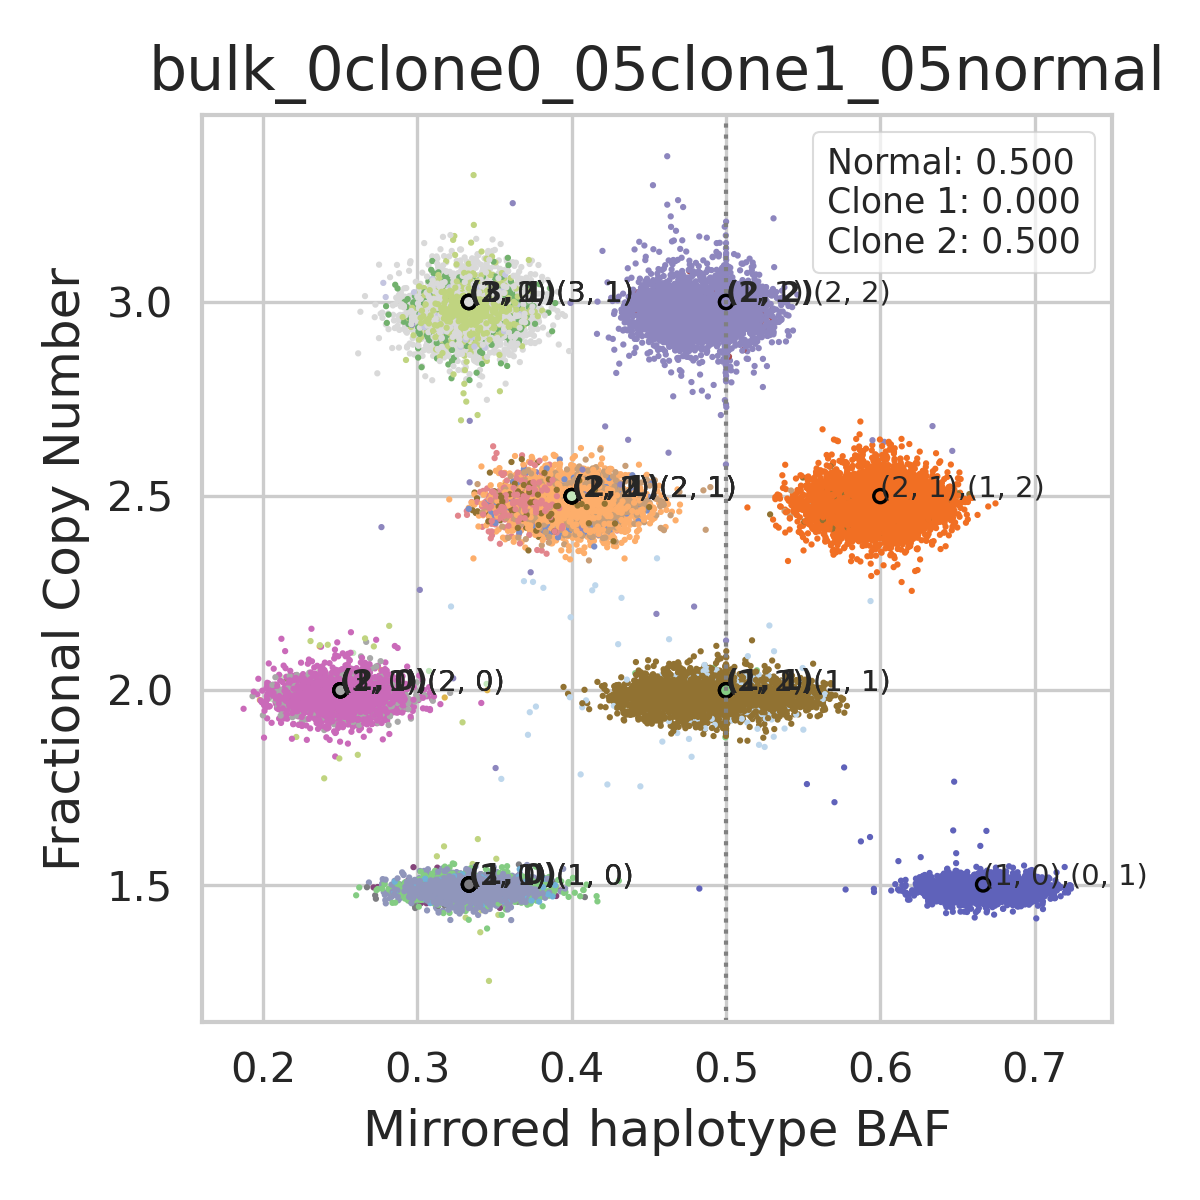 bulk_0clone0_05clone1_05normal
Normal: 0.500
Clone 1: 0.000
Clone 2: 0.500
Fractional Copy Number
3.0
2.5
2.0
1.5
(3, 1)
(2, 2)
(2, 1)
(2, 1),(1, 2)
(2, 0)
(1, 1)
(1, 0)
(1, 0),(0, 1)
0.2 0.3 0.4 0.5 0.6 0.7
Mirrored haplotype BAF